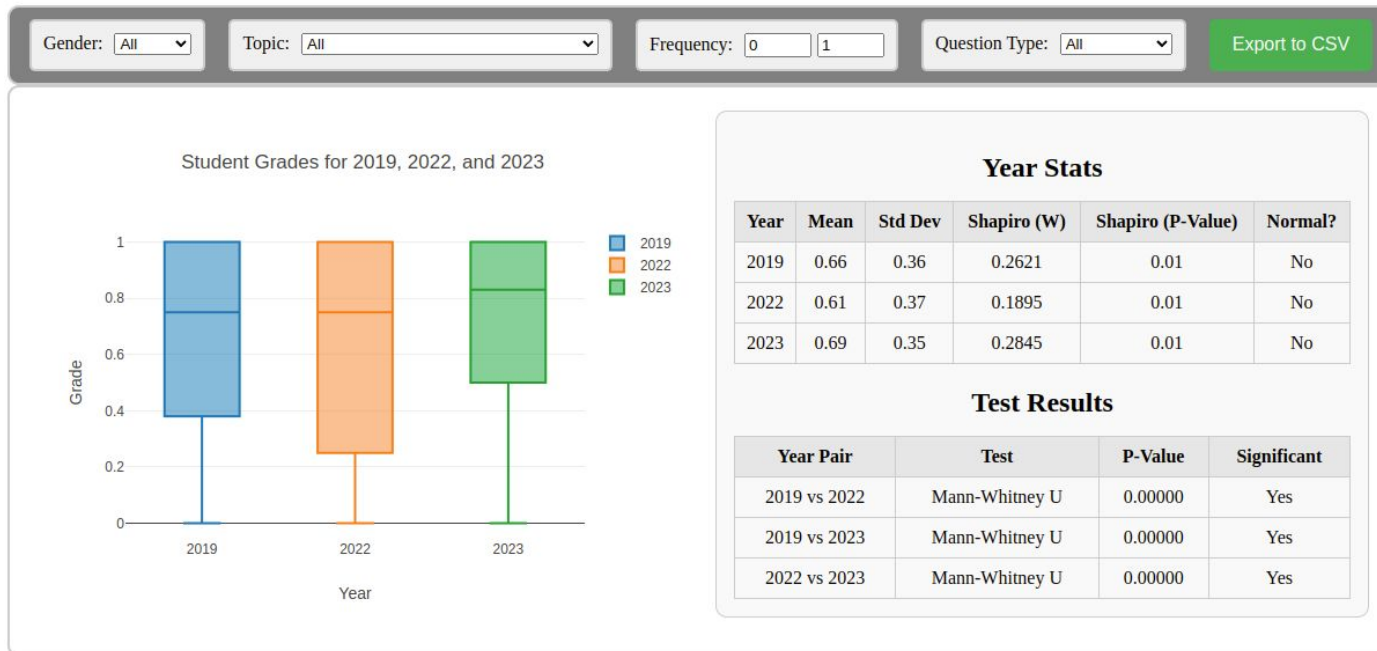 Gender: All Topic: All Frequency: 0 1 Question Type: All Export to CSV
Student Grades for 2019, 2022, and 2023
1
0.8
0.6
0.4
0.2
0
Grade
2019 2022 2023
Year
2019
2022
2023
Year Stats
Year Mean Std Dev Shapiro (W) Shapiro (P-Value) Normal?
2019 0.66 0.36 0.2621 0.01 No
2022 0.61 0.37 0.1895 0.01 No
2023 0.69 0.35 0.2845 0.01 No
Test Results
Year Pair Test P-Value Significant
2019 vs 2022 Mann-Whitney U 0.00000 Yes
2019 vs 2023 Mann-Whitney U 0.00000 Yes
2022 vs 2023 Mann-Whitney U 0.00000 Yes